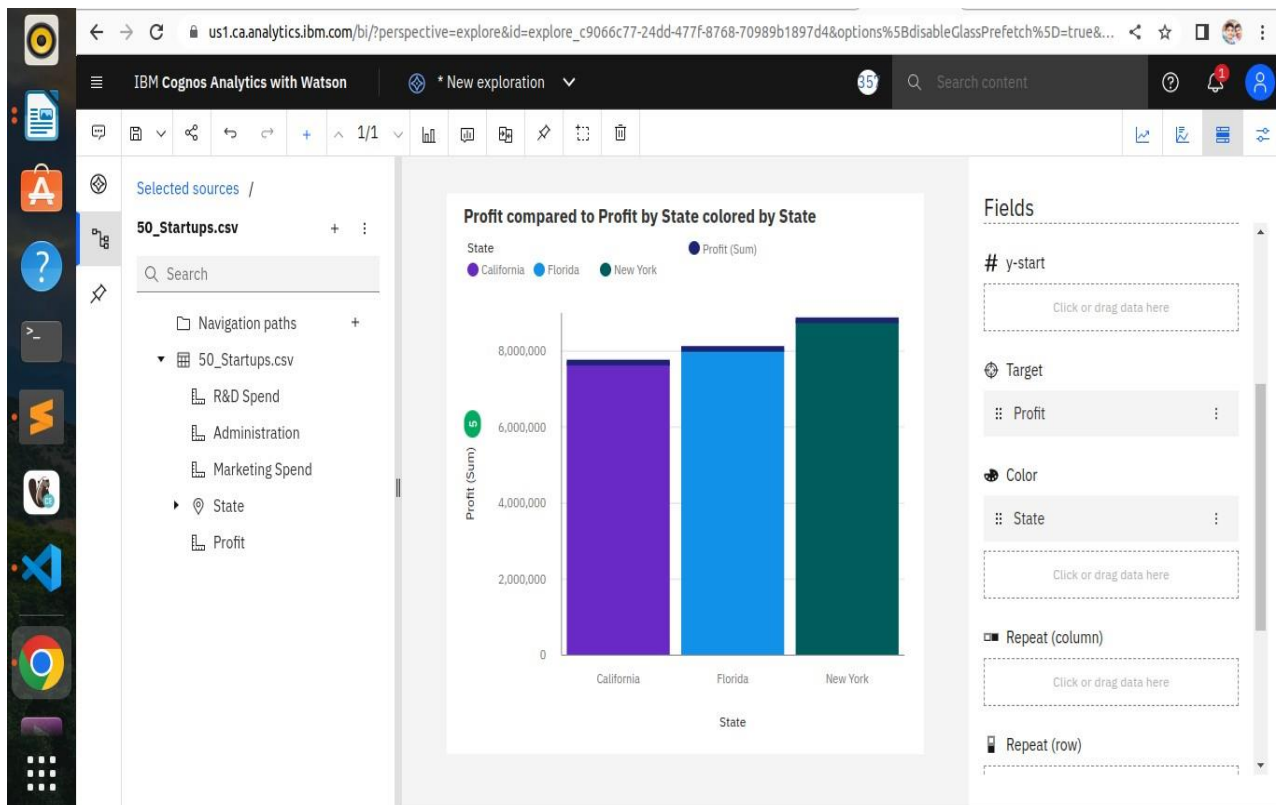 us1.ca.analytics.ibm.com/bi/?perspective=explore&id=explore_c9066c77-24dd-477f-8768-70989b1897d4&options%5BdisableGlassPrefetch%5D=true&...
IBM Cognos Analytics with Watson
* New exploration
35?
Search content
1
1/1
Selected sources /
50_Startups.csv
Search
Navigation paths
50_Startups.csv
R&D Spend
Administration
Marketing Spend
State
Profit
Profit compared to Profit by State colored by State
State
Profit (Sum)
California Florida New York
8,000,000
6,000,000
4,000,000
2,000,000
0
Profit (Sum) 5
California Florida New York
State
Fields
# y-start
Click or drag data here
Target
Profit
Color
State
Click or drag data here
Repeat (column)
Click or drag data here
Repeat (row)